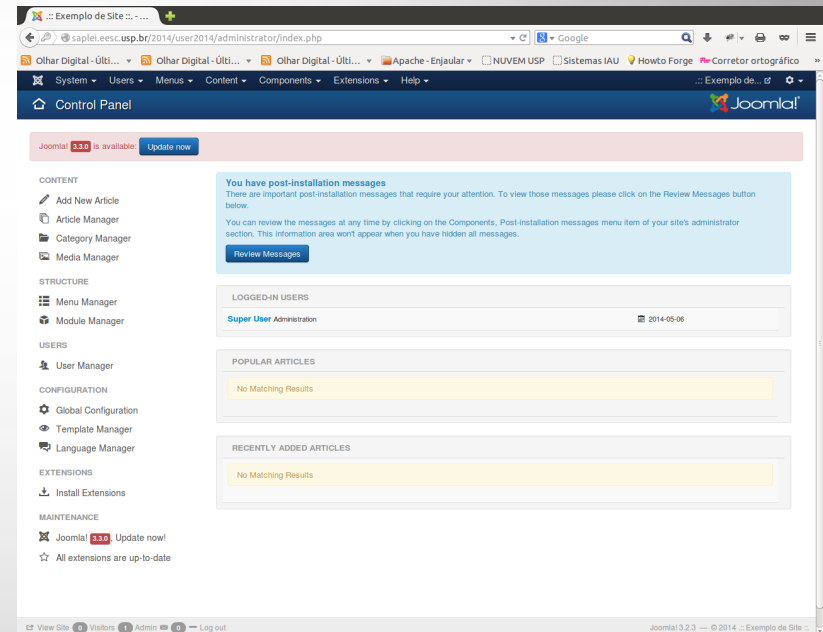 .:: Exemplo de Site ::. - ...
saplei.eesc.usp.br/2014/user2014/administrator/index.php
Google
Olhar Digital - Últi... Olhar Digital - Últi... Olhar Digital - Últi... Apache - Enjaular NUVEM USP Sistemas IAU Howto Forge Corretor ortográfico »
System Users Menus Content Components Extensions Help .:: Exemplo de...
Control Panel Joomla!
Joomla! 3.3.0 is available: Update now
CONTENT
Add New Article
Article Manager
Category Manager
Media Manager
STRUCTURE
Menu Manager
Module Manager
USERS
User Manager
CONFIGURATION
Global Configuration
Template Manager
Language Manager
EXTENSIONS
Install Extensions
MAINTENANCE
Joomla! 3.3.0, Update now!
All extensions are up-to-date
You have post-installation messages
There are important post-installation messages that require your attention. To view those messages please click on the Review Messages button
below.
You can review the messages at any time by clicking on the Components, Post-installation messages menu item of your site's administrator
section. This information area won't appear when you have hidden all messages.
Review Messages
LOGGED-IN USERS
Super User Administration 2014-05-06
POPULAR ARTICLES
No Matching Results
RECENTLY ADDED ARTICLES
No Matching Results
View Site 0 Visitors 1 Admin 0 Log out Joomla! 3.2.3 — © 2014 .:: Exemplo de Site ::.